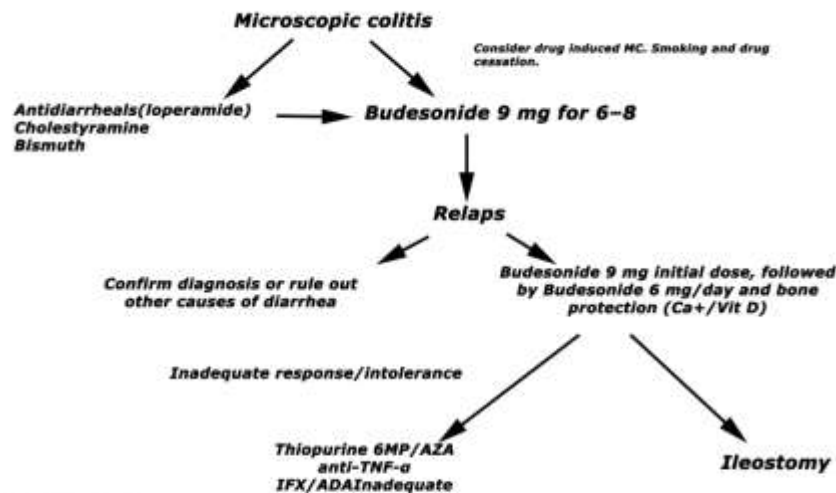 Microscopic colitis
Consider drug induced MC. Smoking and drug
cessation.
Antidiarrheals(loperamide)
Cholestyramine
Bismuth
Budesonide 9 mg for 6–8
Relaps
Confirm diagnosis or rule out
other causes of diarrhea
Budesonide 9 mg initial dose, followed
by Budesonide 6 mg/day and bone
protection (Ca+/Vit D)
Inadequate response/intolerance
Thiopurine 6MP/AZA
anti-TNF-α
IFX/ADAInadequate
Ileostomy